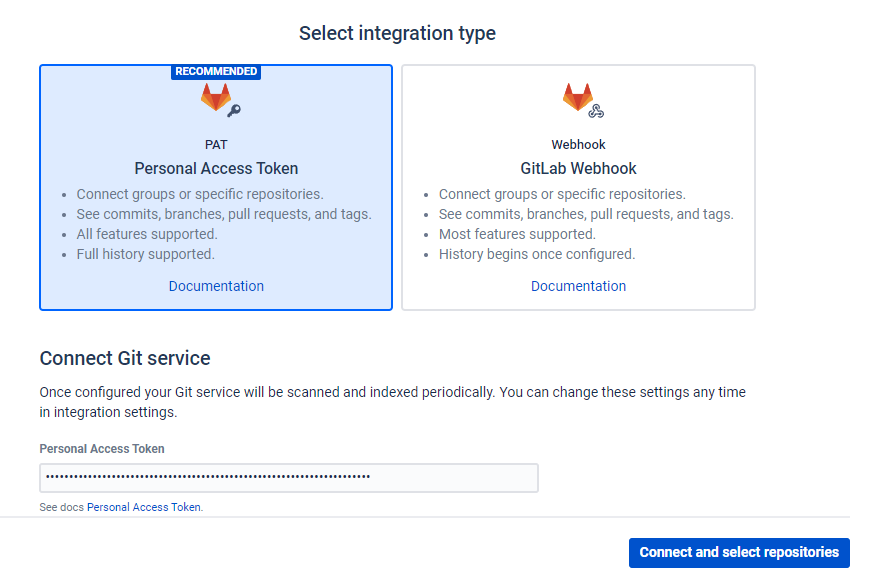 Select integration type
RECOMMENDED
PAT
Personal Access Token
• Connect groups or specific repositories.
• See commits, branches, pull requests, and tags.
• All features supported.
• Full history supported.
Documentation
Webhook
GitLab Webhook
• Connect groups or specific repositories.
• See commits, branches, pull requests, and tags.
• Most features supported.
• History begins once configured.
Documentation
Connect Git service
Once configured your Git service will be scanned and indexed periodically. You can change these settings any time
in integration settings.
Personal Access Token
See docs Personal Access Token.
Connect and select repositories